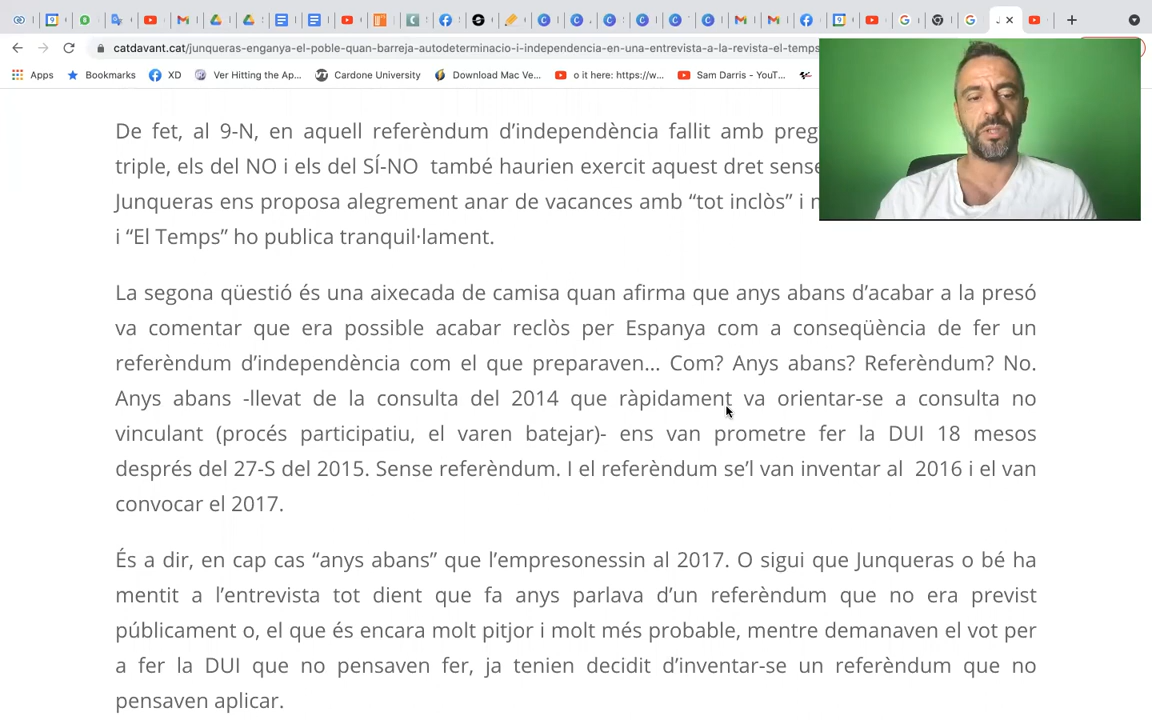 catdavant.cat/junqueras-enganya-el-poble-quan-barreja-autodeterminacio-i-independencia-en-una-entrevista-a-la-revista-el-temps
Apps Bookmarks XD Ver Hitting the Ap... Cardone University Download Mac Ve... o it here: https://w... Sam Darris - YouT...
De fet, al 9-N, en aquell referèndum d’independència fallit amb
triple, els del NO i els del SÍ-NO també haurien exercit aquest dret sense
Junqueras ens proposa alegrement anar de vacances amb “tot inclòs” i
i “El Temps” ho publica tranquil·lament.
La segona qüestió és una aixecada de camisa quan afirma que anys abans d’acabar a la presó
va comentar que era possible acabar reclòs per Espanya com a conseqüència de fer un
referèndum d’independència com el que preparaven... Com? Anys abans? Referèndum? No.
Anys abans -llevat de la consulta del 2014 que ràpidament va orientar-se a consulta no
vinculant (procés participatiu, el varen batejar)- ens van prometre fer la DUI 18 mesos
després del 27-S del 2015. Sense referèndum. I el referèndum se’l van inventar al 2016 i el van
convocar el 2017.
És a dir, en cap cas “anys abans” que l’empresonessin al 2017. O sigui que Junqueras o bé ha
mentit a l’entrevista tot dient que fa anys parlava d’un referèndum que no era previst
públicament o, el que és encara molt pitjor i molt més probable, mentre demanaven el vot per
a fer la DUI que no pensaven fer, ja tenien decidit d’inventar-se un referèndum que no
pensaven aplicar.